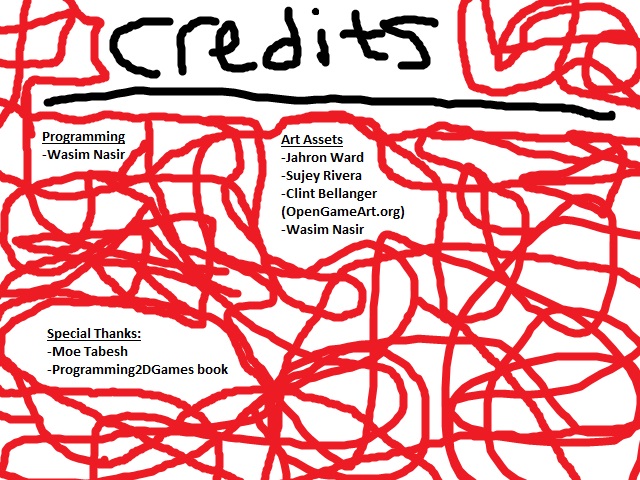 credits
Programming
-Wasim Nasir
Art Assets
-Jahron Ward
-Sujey Rivera
-Clint Bellanger
(OpenGameArt.org)
-Wasim Nasir
Special Thanks:
-Moe Tabesh
-Programming2DGames book